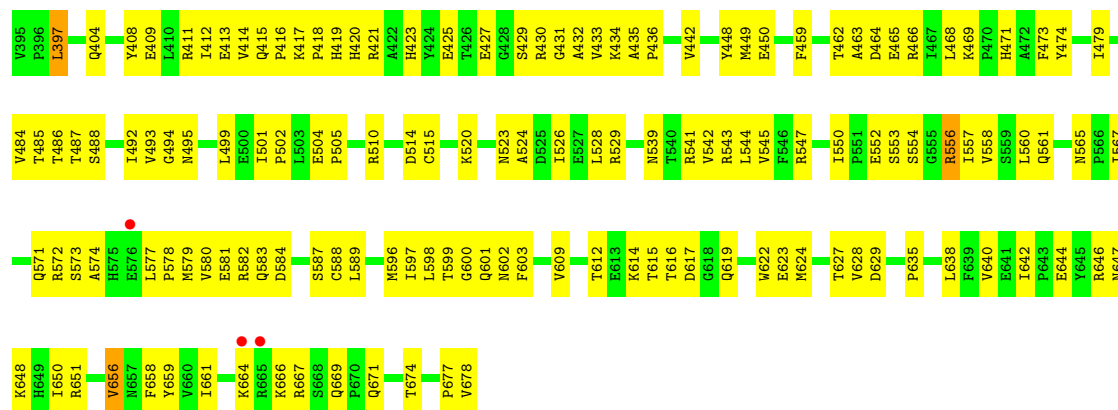 V395 P396 L397 Q404 Y408 E409 L410 R411 I412 E413 V414 Q415 P416 K417 P418 H419 H420 R421 A422 H423 Y424 E425 T426 E427 G428 S429 R430 G431 A432 V433 K434 A435 P436 V442 Y448 M449 E450 F459 T462 A463 D464 E465 R466 I467 L468 K469 P470 H471 A472 F473 Y474 I479
V484 T485 T486 T487 S488 I492 V493 G494 N495 L499 E500 I501 P502 L503 E504 P505 R510 D514 C515 K520 N523 A524 D525 I526 E527 L528 R529 N539 T540 R541 V542 R543 L544 V545 F546 R547 I550 P551 E552 S553 S554 G555 R556 I557 V558 S559 L560 Q561 N565 P566 I567
Q571 R572 S573 A574 H575 E576 L577 P578 M579 V580 E581 R582 Q583 D584 S587 C588 L589 M596 I597 L598 T599 G600 Q601 N602 F603 V609 T612 E613 K614 T615 T616 D617 G618 Q619 W622 E623 M624 T627 V628 D629 P635 L638 F639 V640 E641 I642 P643 E644 Y645 R646 N647
K648 H649 I650 R651 V656 N657 F658 Y659 V660 I661 K664 R665 K666 R667 S668 Q669 P670 Q671 T674 P677 V678